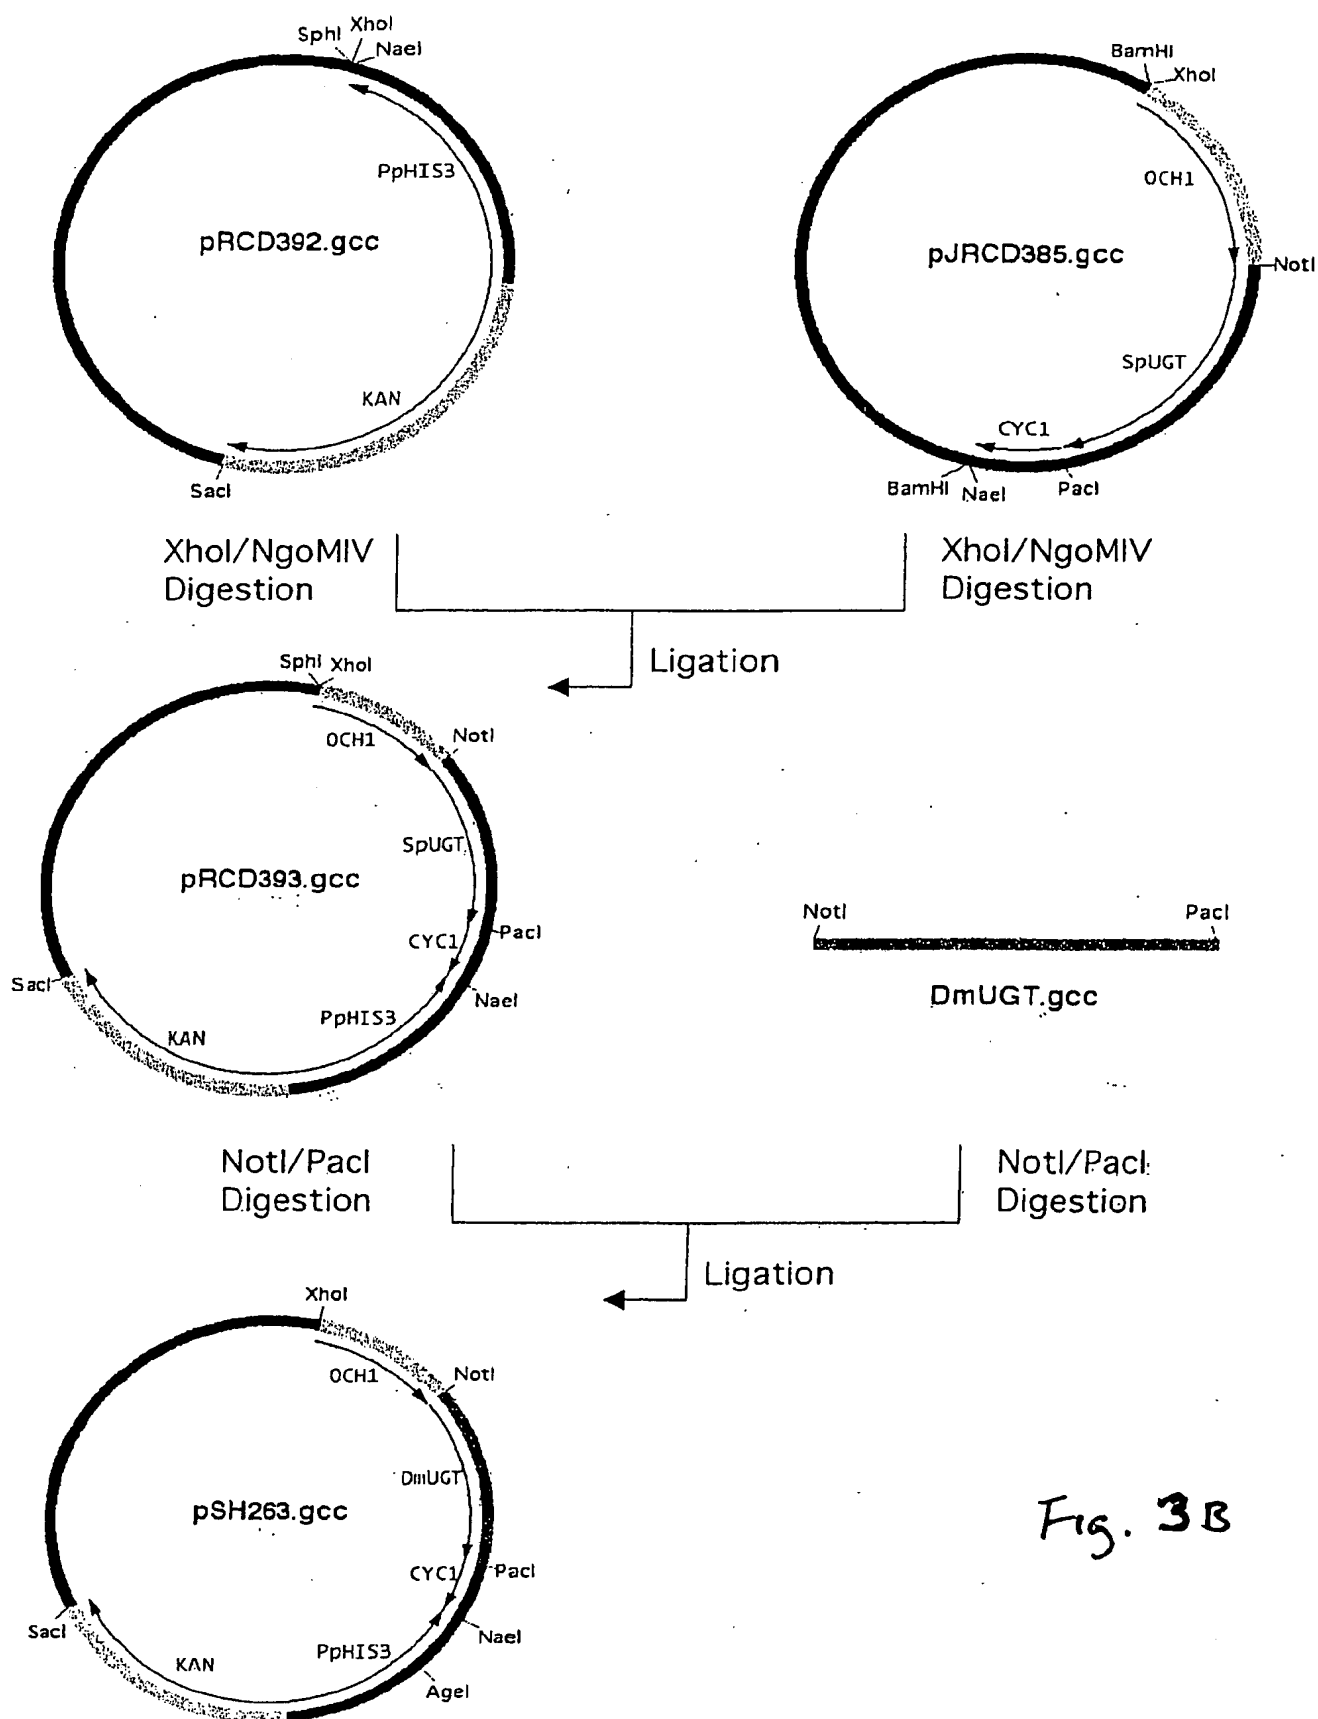 SphI
XhoI
NaeI
PpHIS3
pRCD392.gcc
KAN
SacI
BamHI
XhoI
OCH1
pJRCD385.gcc
NotI
SpUGT
CYC1
BamHI
NaeI
PacI
XhoI/NgoMIV
Digestion
XhoI/NgoMIV
Digestion
Ligation
SphI
XhoI
OCH1
NotI
SpUGT
pRCD393.gcc
CYC1
PacI
SacI
NaeI
PpHIS3
KAN
NotI
PacI
DmUGT.gcc
NotI/PacI
Digestion
NotI/PacI
Digestion
Ligation
XhoI
OCH1
NotI
DmUGT
pSH263.gcc
CYC1
PacI
SacI
NaeI
PpHIS3
KAN
AgeI
Fig. 3B